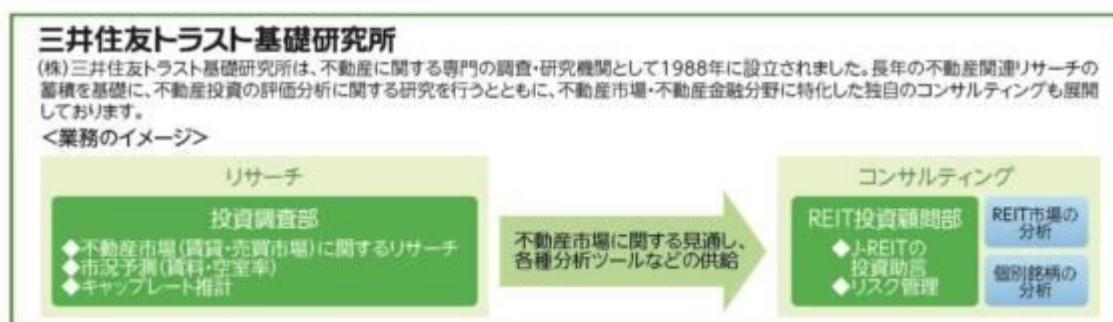 三井住友トラスト基礎研究所
(株)三井住友トラスト基礎研究所は、不動産に関する専門の調査・研究機関として1988年に設立されました。長年の不動産関連リサーチの
蓄積を基礎に、不動産投資の評価分析に関する研究を行うとともに、不動産市場・不動産金融分野に特化した独自のコンサルティングも展開
しております。
<業務のイメージ>
リサーチ
投資調査部
◆不動産市場(賃貸・売買市場)に関するリサーチ
◆市況予測(賃料・空室率)
◆キャップレート推計
不動産市場に関する見通し、
各種分析ツールなどの供給
コンサルティング
REIT投資顧問部
◆J-REITの
投資助言
◆リスク管理
REIT市場の
分析
個別銘柄の
分析